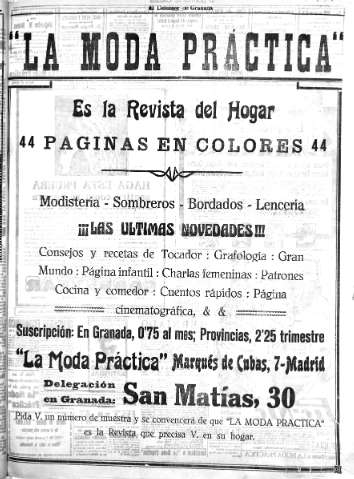 El Defensor de Granada
"LA MODA PRÁCTICA"
Es la Revista del Hogar
44 PAGINAS EN COLORES 44
Modistería - Sombreros - Bordados - Lencería
¡¡¡LAS ULTIMAS NOVEDADES!!!
Consejos y recetas de Tocador : Grafología : Gran
Mundo : Página infantil : Charlas femeninas : Patrones
Cocina y comedor : Cuentos rápidos : Página
cinematográfica, & &
Suscripción: En Granada, 0'75 al mes; Provincias, 2'25 trimestre
"La Moda Práctica" Marqués de Cubas, 7-Madrid
Delegación
en Granada: San Matías, 30
Pida V. un número de muestra y se convencerá de que "LA MODA PRACTICA"
es la Revista que precisa V. en su hogar.